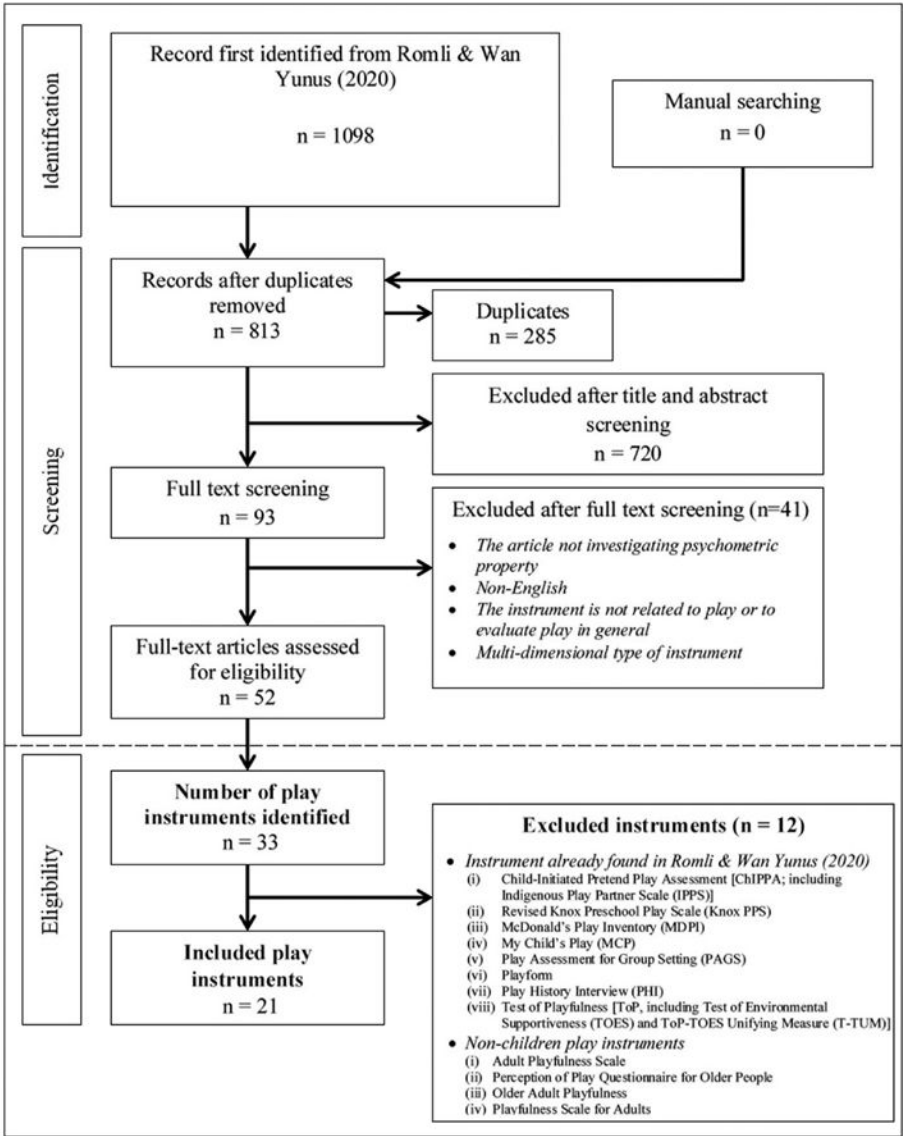 Identification
Record first identified from Romli & Wan
Yunus (2020)
n = 1098
Manual searching
n = 0
Screening
Records after duplicates
removed
n = 813
Duplicates
n = 285
Excluded after title and abstract
screening
n = 720
Full text screening
n = 93
Excluded after full text screening (n=41)
• The article not investigating psychometric
property
• Non-English
• The instrument is not related to play or to
evaluate play in general
• Multi-dimensional type of instrument
Full-text articles assessed
for eligibility
n = 52
Eligibility
Number of play
instruments identified
n = 33
Excluded instruments (n = 12)
• Instrument already found in Romli & Wan Yunus (2020)
(i) Child-Initiated Pretend Play Assessment [ChIPPA; including
Indigenous Play Partner Scale (IPPS)]
(ii) Revised Knox Preschool Play Scale (Knox PPS)
(iii) McDonald's Play Inventory (MDPI)
(iv) My Child's Play (MCP)
(v) Play Assessment for Group Setting (PAGS)
(vi) Playform
(vii) Play History Interview (PHI)
(viii) Test of Playfulness [ToP, including Test of Environmental
Supportiveness (TOES) and ToP-TOES Unifying Measure (T-TUM)]
• Non-children play instruments
(i) Adult Playfulness Scale
(ii) Perception of Play Questionnaire for Older People
(iii) Older Adult Playfulness
(iv) Playfulness Scale for Adults
Included play
instruments
n = 21